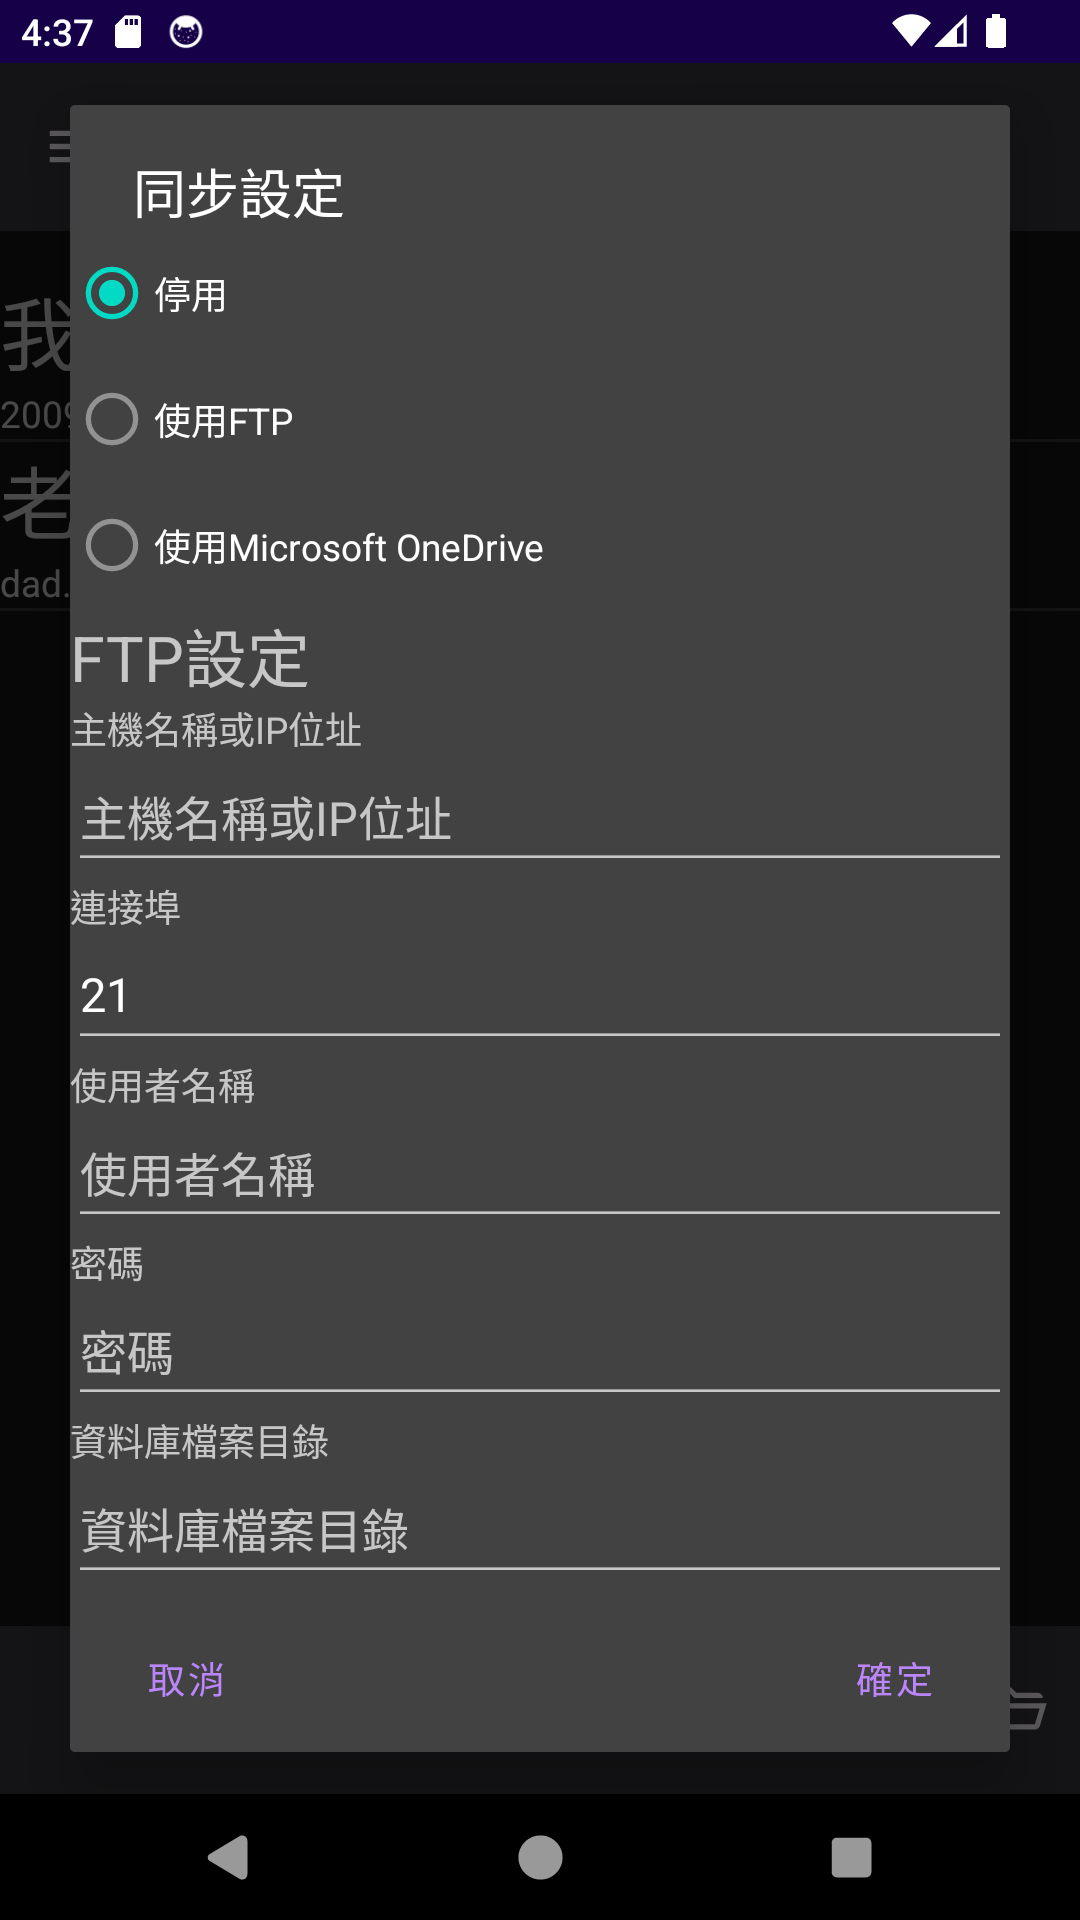 4:37
同步設定
停用
我
2009
使用FTP
老
使用Microsoft OneDrive
dad.
FTP設定
主機名稱或IP位址
主機名稱或IP位址
連接埠
21
使用者名稱
使用者名稱
密碼
密碼
資料庫檔案目錄
資料庫檔案目錄
取消
確定